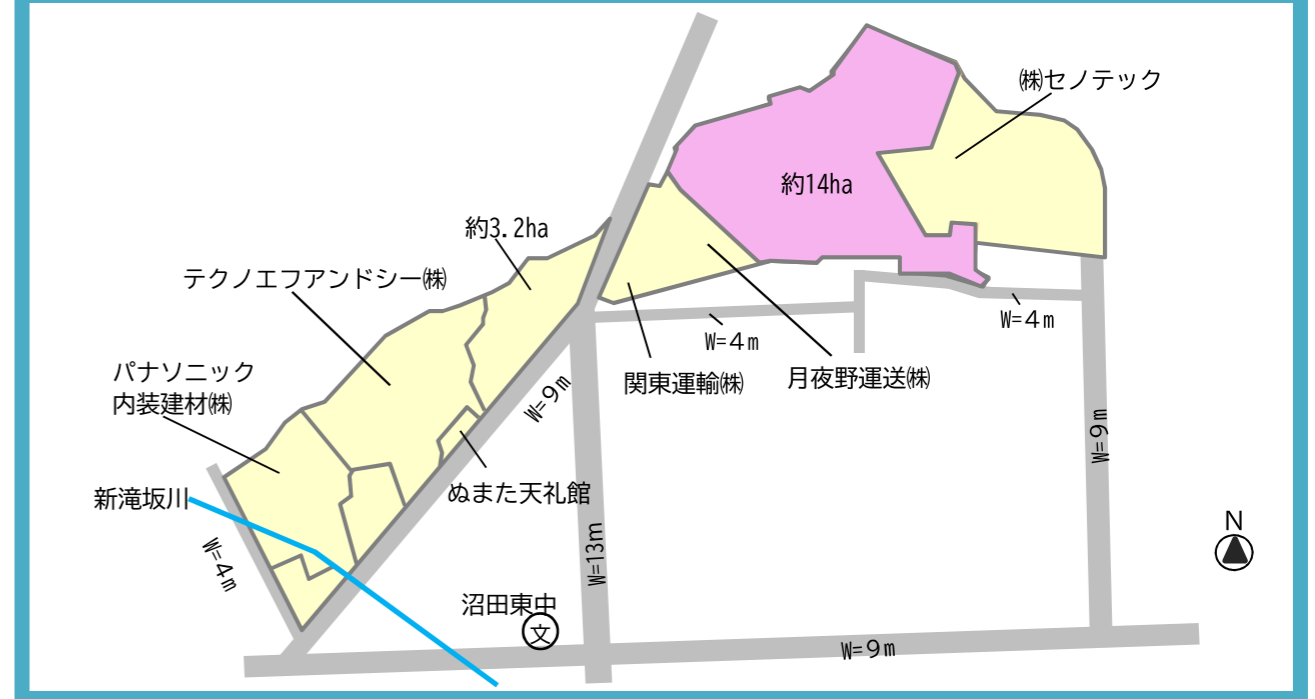 ㈱セノテック
約14ha
約3.2ha
テクノエフアンドシー㈱
W=4m
W=4m
パナソニック
内装建材㈱
関東運輸㈱
月夜野運送㈱
W=9m
W=9m
新滝坂川
ぬまた天礼館
N
W=4m
W=13m
沼田東中
文
W=9m